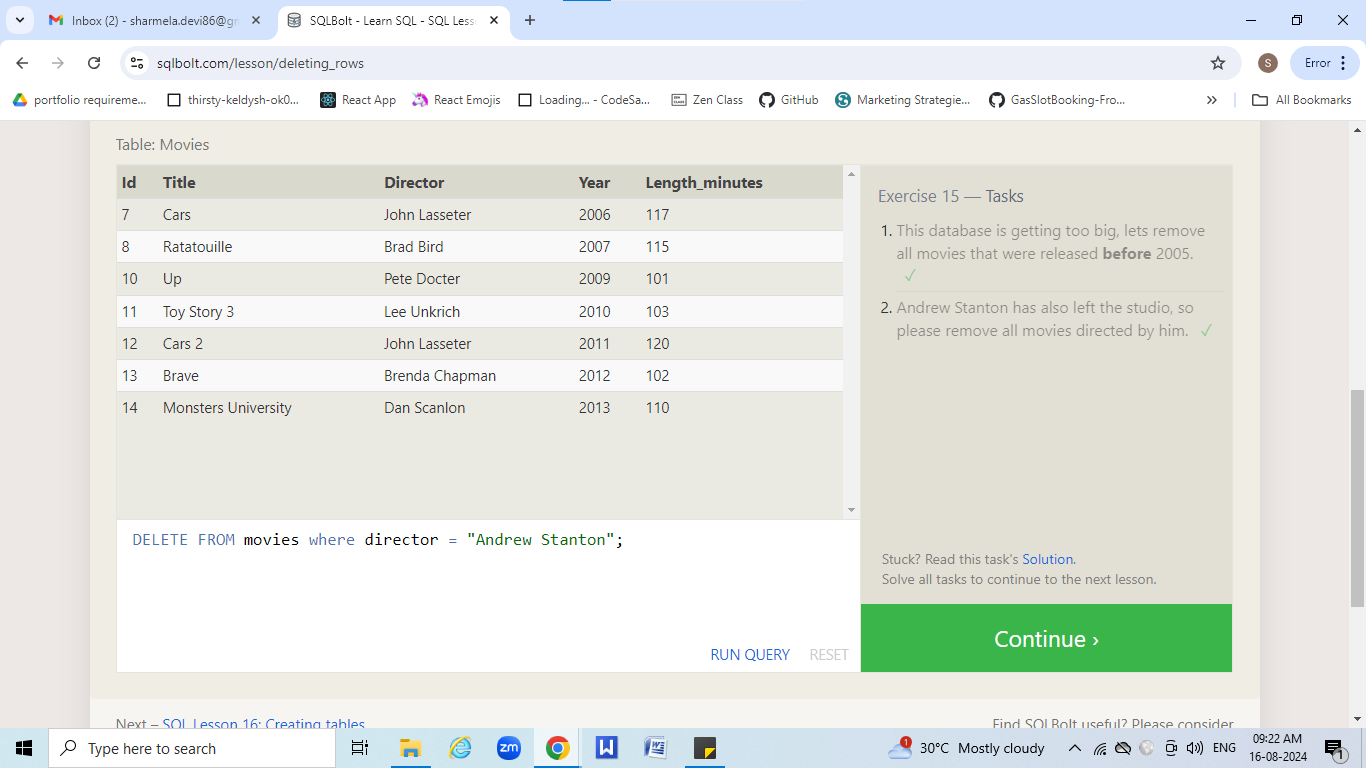 Inbox (2) - sharmela.devi86@gr
SQLBolt - Learn SQL - SQL Less
sqlbolt.com/lesson/deleting_rows
S
Error
portfolio requireme...
thirsty-keldysh-ok0...
React App
React Emojis
Loading... - CodeSa...
Zen Class
GitHub
Marketing Strategie...
GasSlotBooking-Fro...
All Bookmarks
Table: Movies
Id Title Director Year Length_minutes
7 Cars John Lasseter 2006 117
8 Ratatouille Brad Bird 2007 115
10 Up Pete Docter 2009 101
11 Toy Story 3 Lee Unkrich 2010 103
12 Cars 2 John Lasseter 2011 120
13 Brave Brenda Chapman 2012 102
14 Monsters University Dan Scanlon 2013 110
DELETE FROM movies where director = "Andrew Stanton";
RUN QUERY RESET
Exercise 15 — Tasks
1. This database is getting too big, lets remove
all movies that were released before 2005.
✓
2. Andrew Stanton has also left the studio, so
please remove all movies directed by him. ✓
Stuck? Read this task's Solution.
Solve all tasks to continue to the next lesson.
Continue ›
Next – SQL Lesson 16: Creating tables
Find SQLBolt useful? Please consider
Type here to search
zm
W
W
1
30°C Mostly cloudy
ENG
09:22 AM
16-08-2024
1